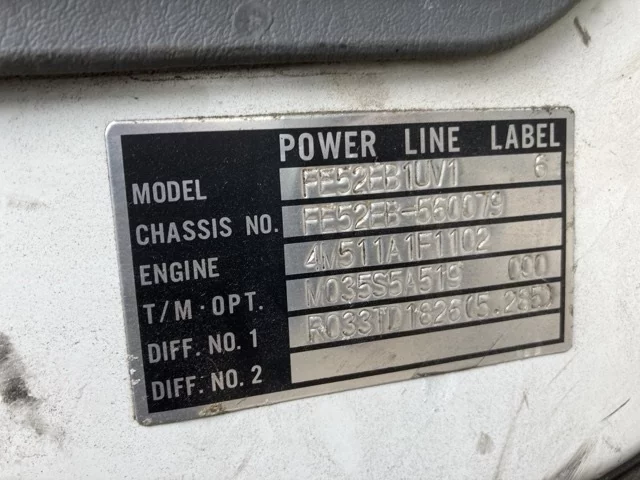 POWER LINE LABEL
MODEL FE52EB1UV1 6
CHASSIS NO. FE52EB-560079
ENGINE 4M511A1F1102
T/M·OPT. M035S5A519 000
DIFF. NO. 1 R033TD1826(5.285)
DIFF. NO. 2